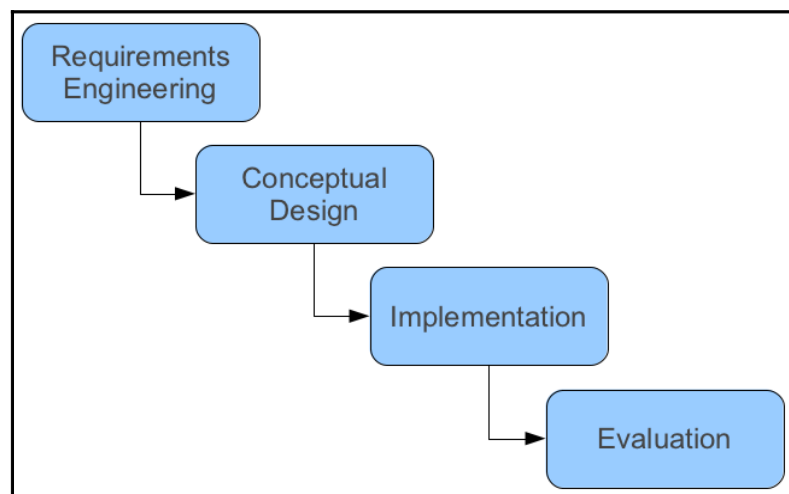 Requirements
Engineering
Conceptual
Design
Implementation
Evaluation